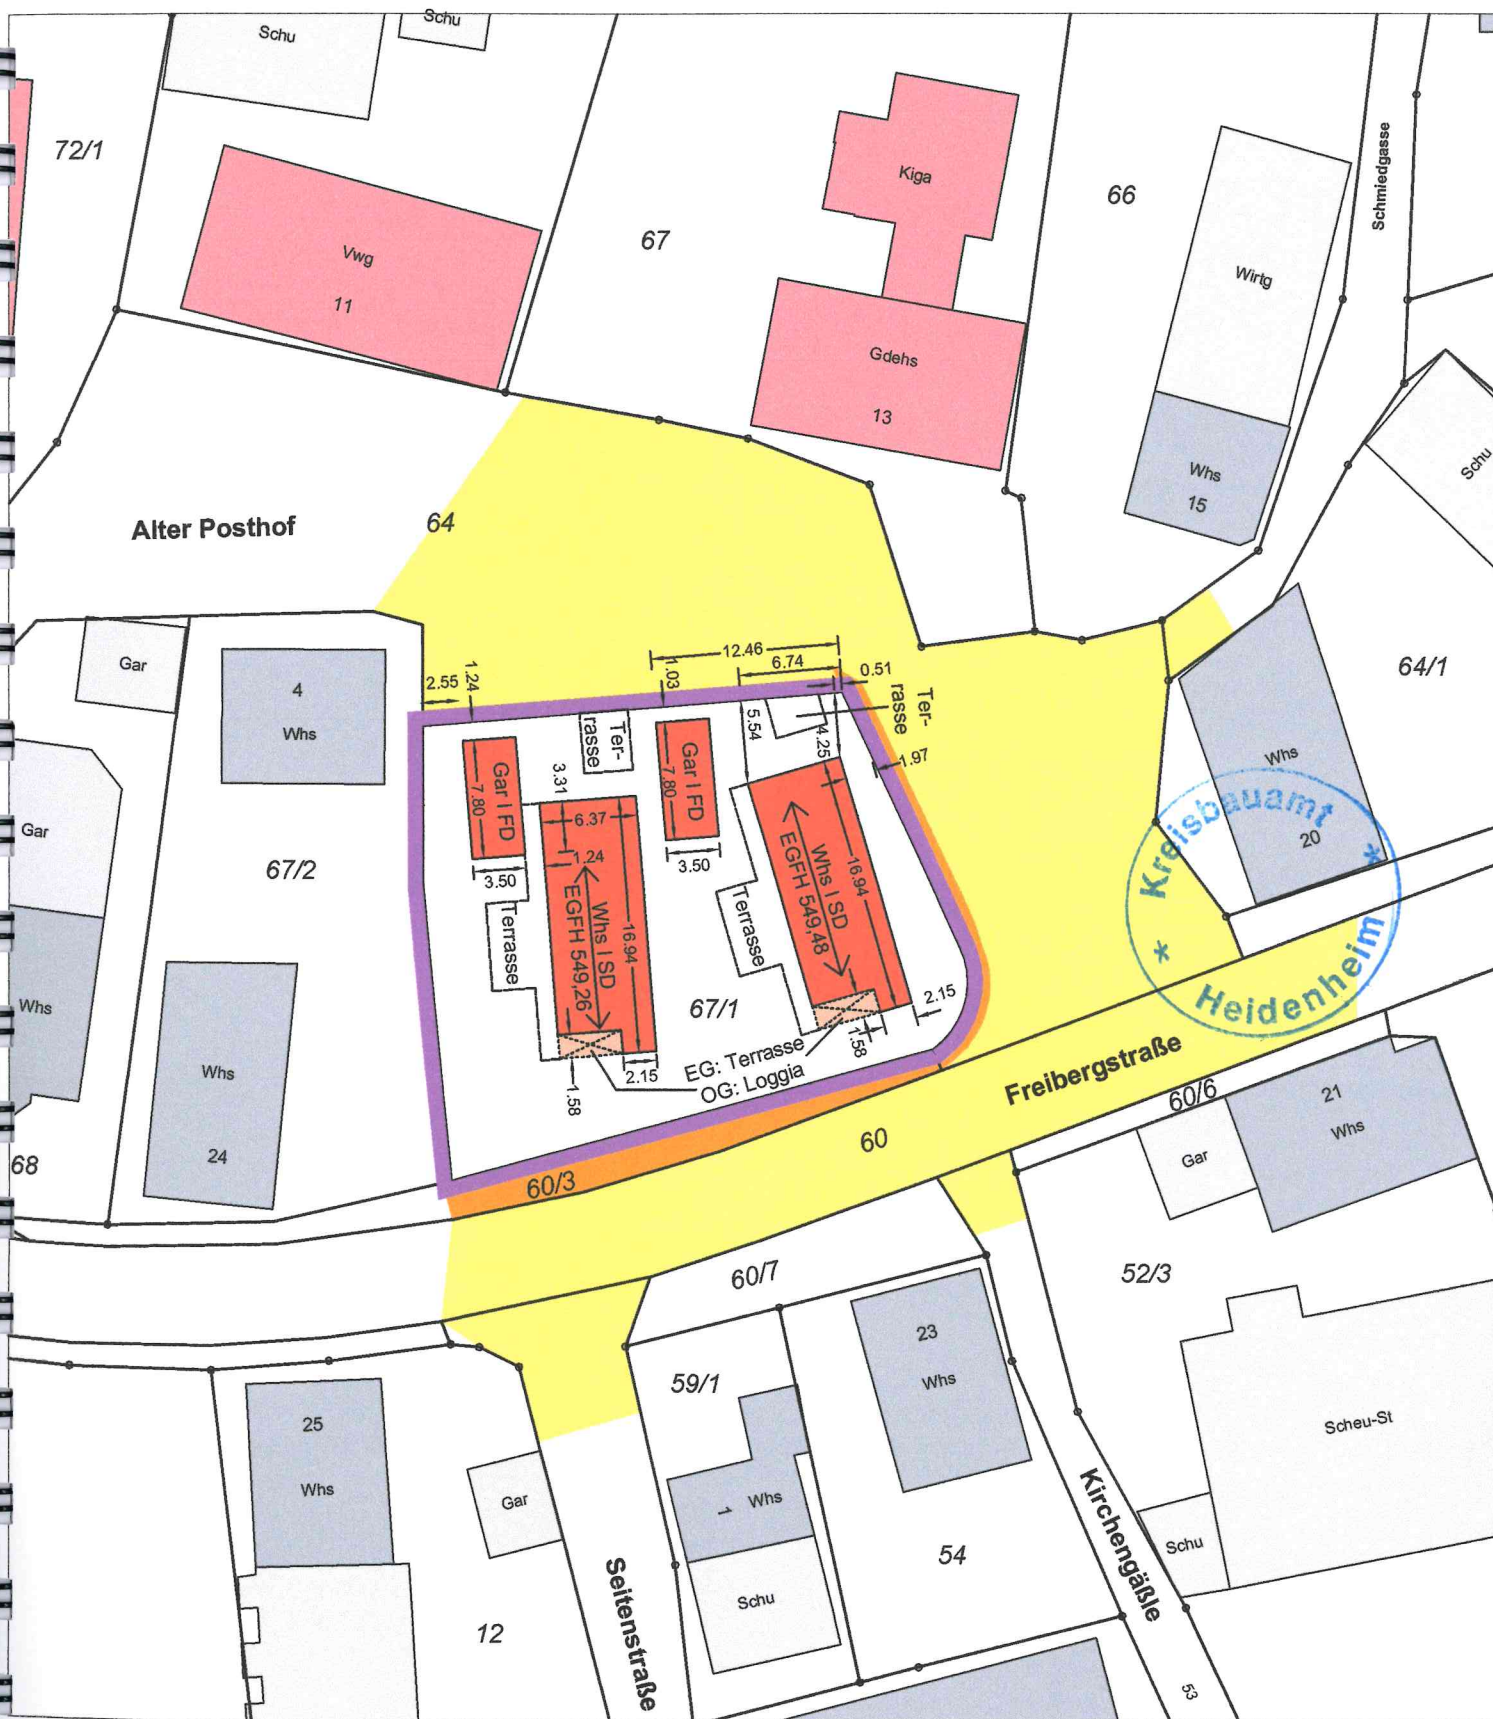 Schu
Schu
72/1
Vwg
11
67
Kiga
66
Schmiedgasse
Wirtg
Gdehs
13
Whs
15
Schu
Alter Posthof
64
64/1
Gar
4
Whs
2.55
1.24
12.46
6.74
1.03
0.51
Ter-
rasse
Ter-
rasse
5.54
4.25
1.97
Gar I FD
7.80
3.50
3.31
6.37
1.24
Gar I FD
7.80
3.50
Whs I SD
EGFH 549,26
16.94
Terrasse
Whs I SD
EGFH 549,48
16.94
Terrasse
Whs
20
Kreisbauamt
* Heidenheim *
Gar
67/2
Whs
67/1
2.15
1.58
EG: Terrasse
OG: Loggia
2.15
1.58
Whs
24
68
Freibergstraße
60
60/3
60/6
21
Whs
Gar
60/7
52/3
59/1
23
Whs
25
Whs
Gar
1 Whs
Schu
Scheu-St
Schu
Kirchengäßle
Seitenstraße
54
12
53